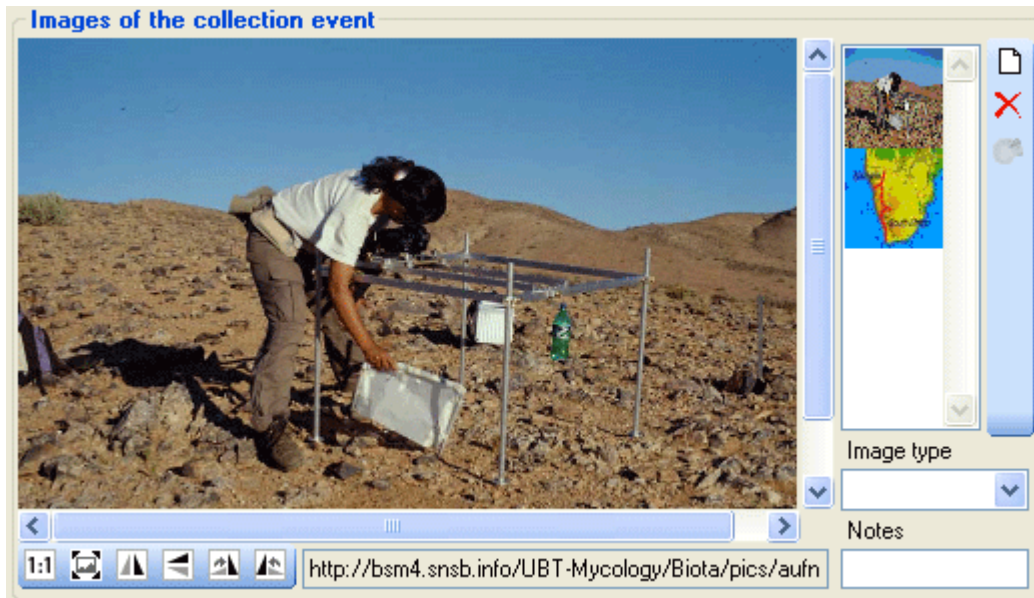 Images of the collection event
Image type
Notes
1:1
http://bsm4.snsb.info/UBT-Mycology/Biota/pics/aufn